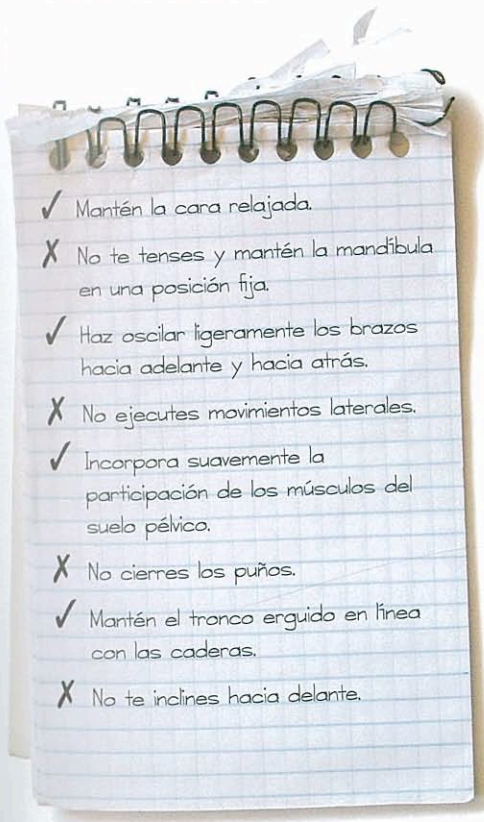 ✓ Mantén la cara relajada.
✗ No te tenses y mantén la mandíbula
en una posición fija.
✓ Haz oscilar ligeramente los brazos
hacia adelante y hacia atrás.
✗ No ejecutes movimientos laterales.
✓ Incorpora suavemente la
participación de los músculos del
suelo pélvico.
✗ No cierres los puños.
✓ Mantén el tronco erguido en línea
con las caderas.
✗ No te inclines hacia delante.